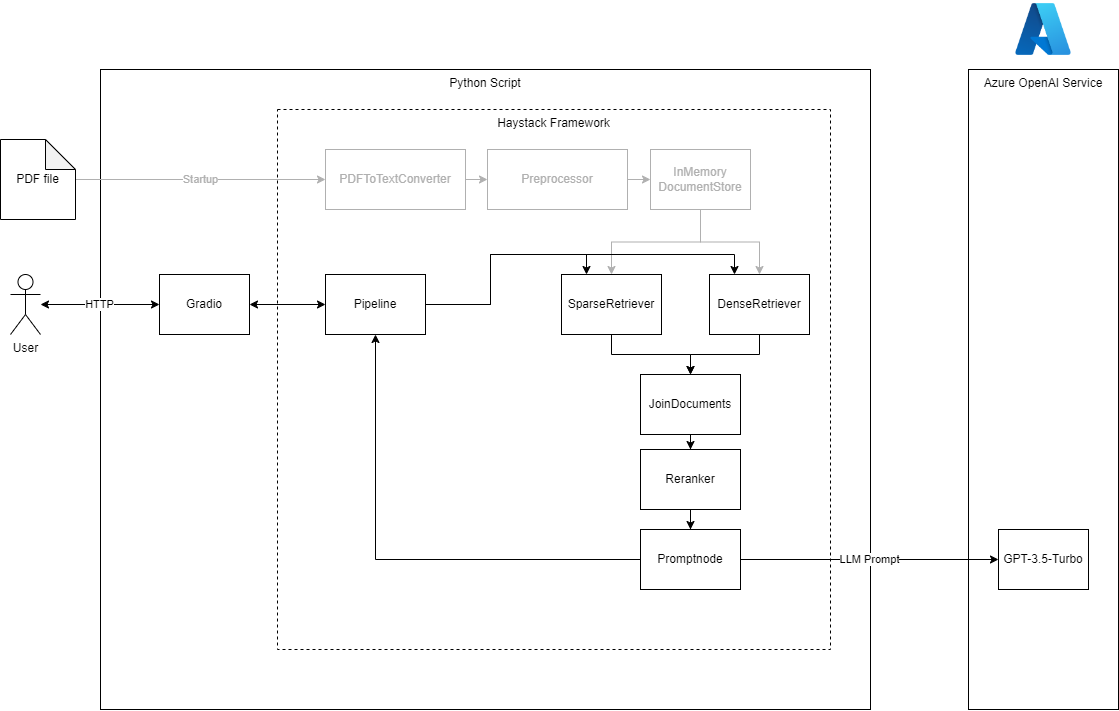 Python Script
Azure OpenAI Service
Haystack Framework
PDF file
Startup
PDFToTextConverter
Preprocessor
InMemory
DocumentStore
User
HTTP
Gradio
Pipeline
SparseRetriever
DenseRetriever
JoinDocuments
Reranker
Promptnode
LLM Prompt
GPT-3.5-Turbo